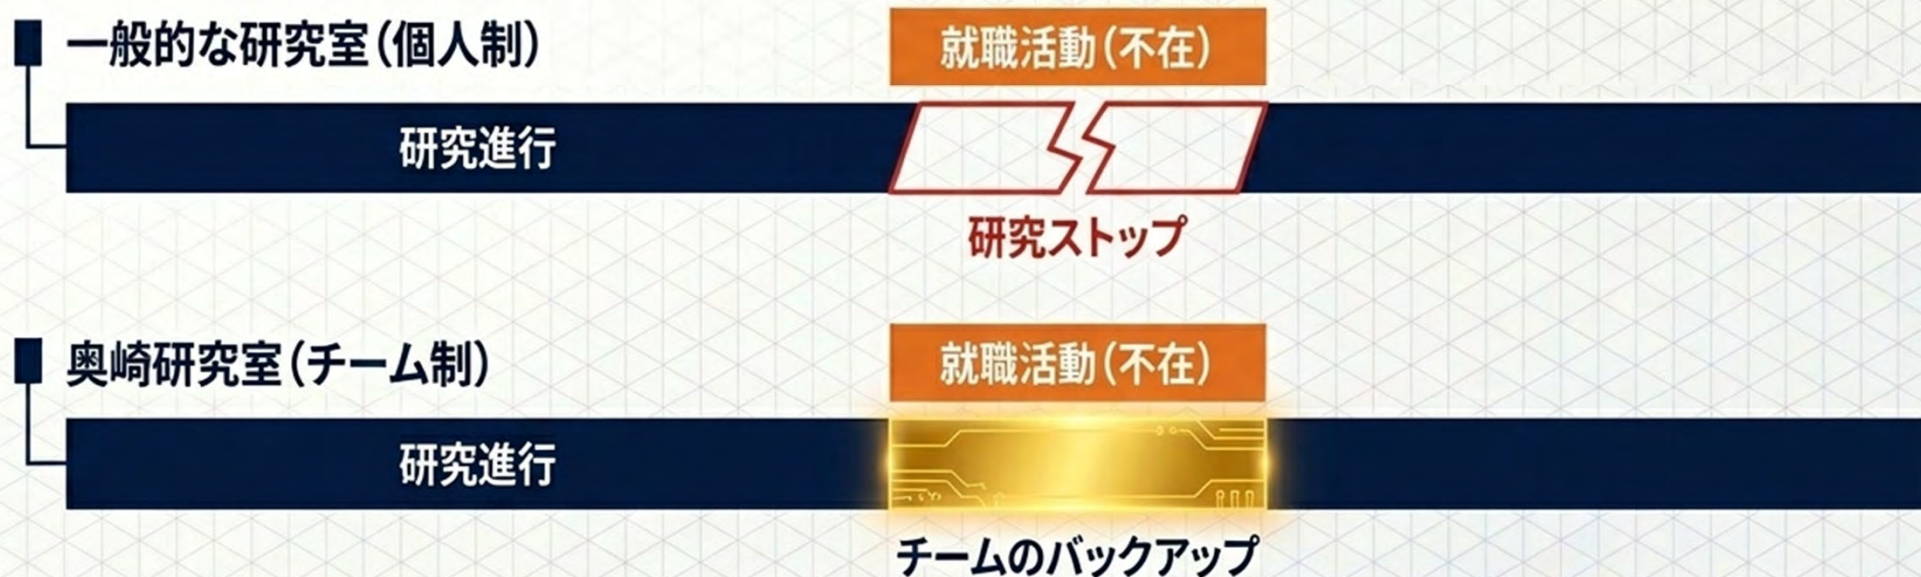 一般的な研究室（個人制）
就職活動（不在）
研究進行
研究ストップ
奥崎研究室（チーム制）
就職活動（不在）
研究進行
チームのバックアップ